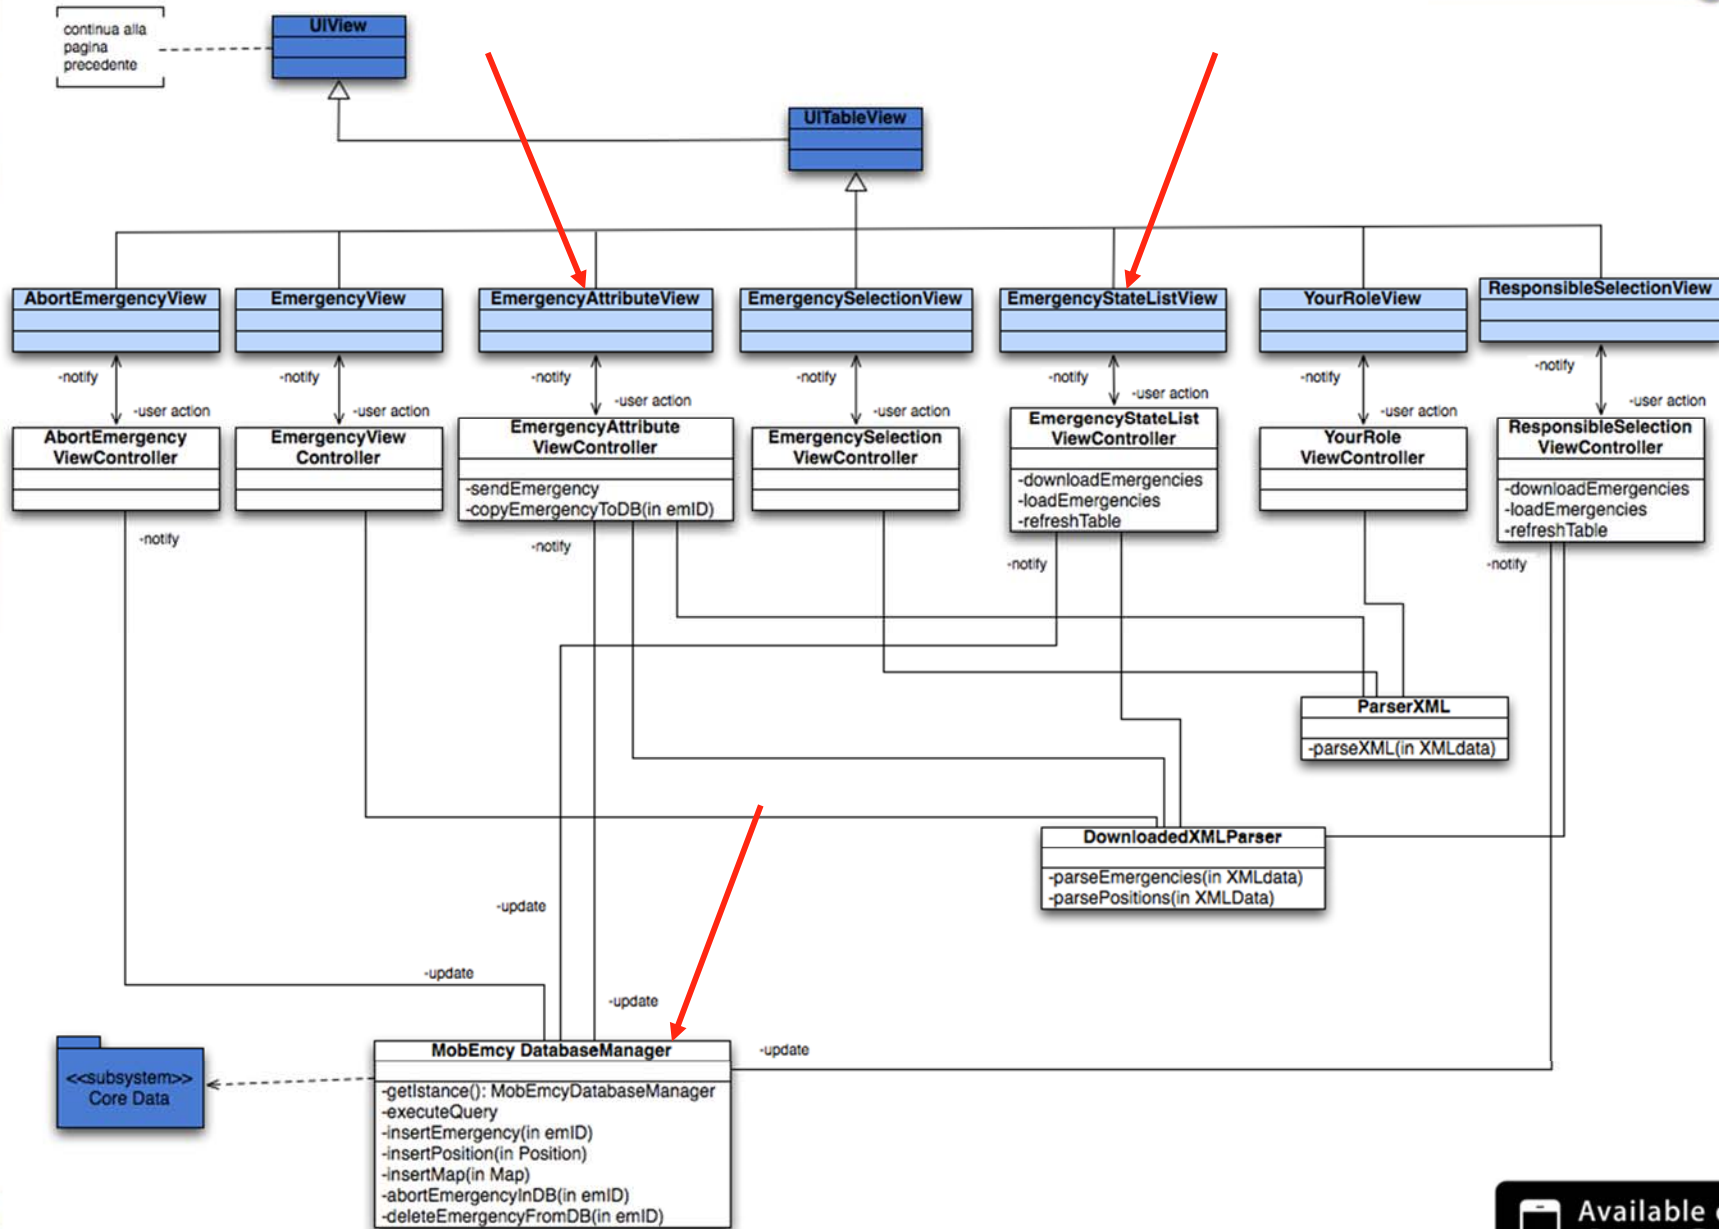 continua alla
pagina
precedente
UIView
UITableView
AbortEmergencyView
EmergencyView
EmergencyAttributeView
EmergencySelectionView
EmergencyStateListView
YourRoleView
ResponsibleSelectionView
-notify
-notify
-notify
-notify
-notify
-notify
-notify
-user action
-user action
-user action
-user action
-user action
-user action
-user action
AbortEmergency
ViewController
EmergencyView
Controller
EmergencyAttribute
ViewController
-sendEmergency
-copyEmergencyToDB(in emID)
EmergencySelection
ViewController
EmergencyStateList
ViewController
-downloadEmergencies
-loadEmergencies
-refreshTable
YourRole
ViewController
ResponsibleSelection
ViewController
-downloadEmergencies
-loadEmergencies
-refreshTable
-notify
-notify
-notify
-notify
ParserXML
-parseXML(in XMLdata)
DownloadedXMLParser
-parseEmergencies(in XMLdata)
-parsePositions(in XMLData)
-update
-update
-update
-update
<<subsystem>>
Core Data
MobEmcy DatabaseManager
-getIstance(): MobEmcyDatabaseManager
-executeQuery
-insertEmergency(in emID)
-insertPosition(in Position)
-insertMap(in Map)
-abortEmergencyInDB(in emID)
-deleteEmergencyFromDB(in emID)
Available